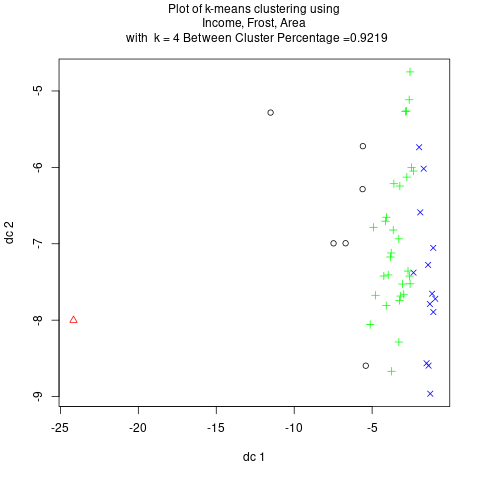 Plot of k-means clustering using
Income, Frost, Area
with  k = 4 Between Cluster Percentage =0.9219
-5
-6
-7
-8
-9
dc 2
-25
-20
-15
-10
-5
dc 1